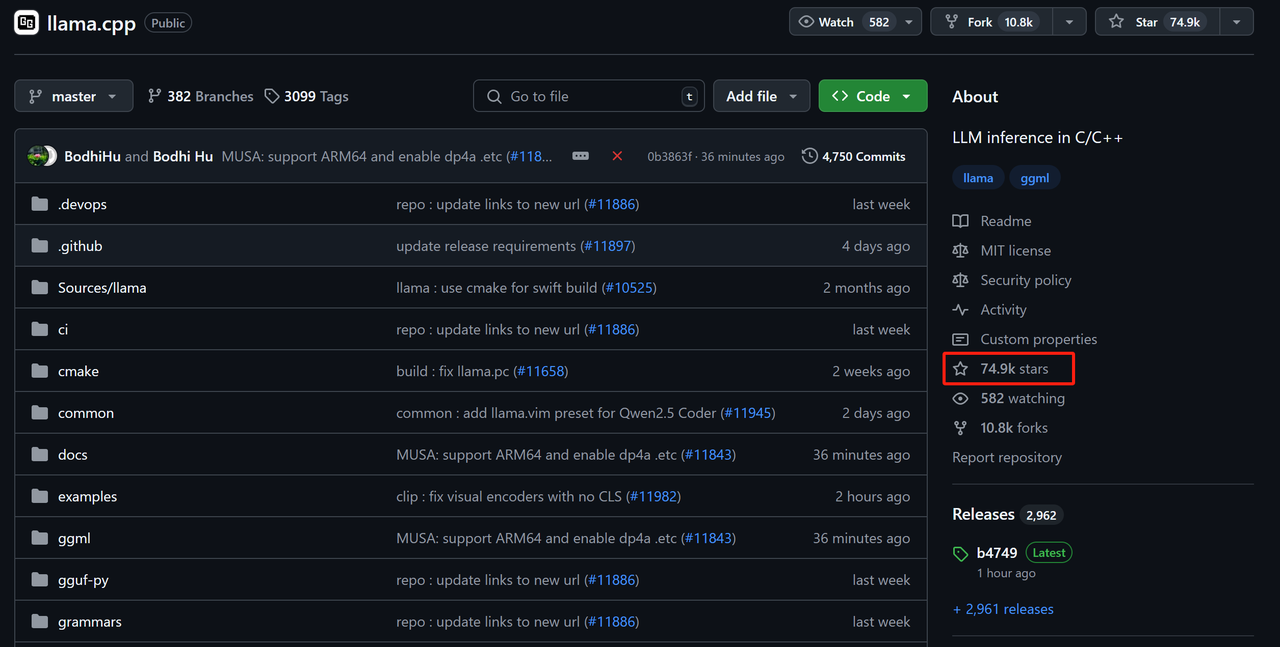 llama.cpp Public Watch 582 Fork 10.8k Star 74.9k
master 382 Branches 3099 Tags Go to file t Add file Code
BodhiHu and Bodhi Hu MUSA: support ARM64 and enable dp4a .etc (#118... 0b3863f · 36 minutes ago 4,750 Commits
.devops repo : update links to new url (#11886) last week
.github update release requirements (#11897) 4 days ago
Sources/llama llama : use cmake for swift build (#10525) 2 months ago
ci repo : update links to new url (#11886) last week
cmake build : fix llama.pc (#11658) 2 weeks ago
common common : add llama.vim preset for Qwen2.5 Coder (#11945) 2 days ago
docs MUSA: support ARM64 and enable dp4a .etc (#11843) 36 minutes ago
examples clip : fix visual encoders with no CLS (#11982) 2 hours ago
ggml MUSA: support ARM64 and enable dp4a .etc (#11843) 36 minutes ago
gguf-py repo : update links to new url (#11886) last week
grammars repo : update links to new url (#11886) last week
About
LLM inference in C/C++
llama ggml
Readme
MIT license
Security policy
Activity
Custom properties
74.9k stars
582 watching
10.8k forks
Report repository
Releases 2,962
b4749 Latest
1 hour ago
+ 2,961 releases